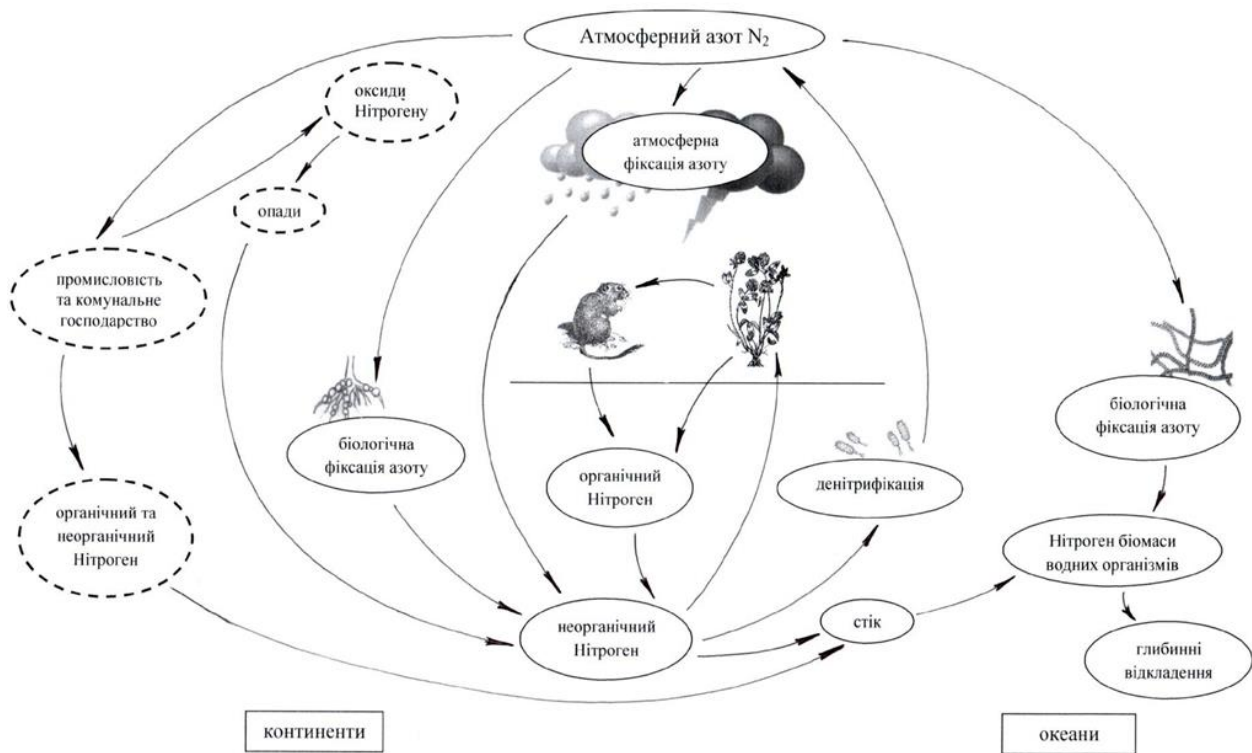 Атмосферний азот N₂
оксиди
Нітрогену
атмосферна
фіксація азоту
опади
промисловість
та комунальне
господарство
біологічна
фіксація азоту
біологічна
фіксація азоту
органічний
Нітроген
денітрифікація
органічний та
неорганічний
Нітроген
Нітроген біомаси
водних організмів
неорганічний
Нітроген
стік
глибинні
відкладення
континенти
океани